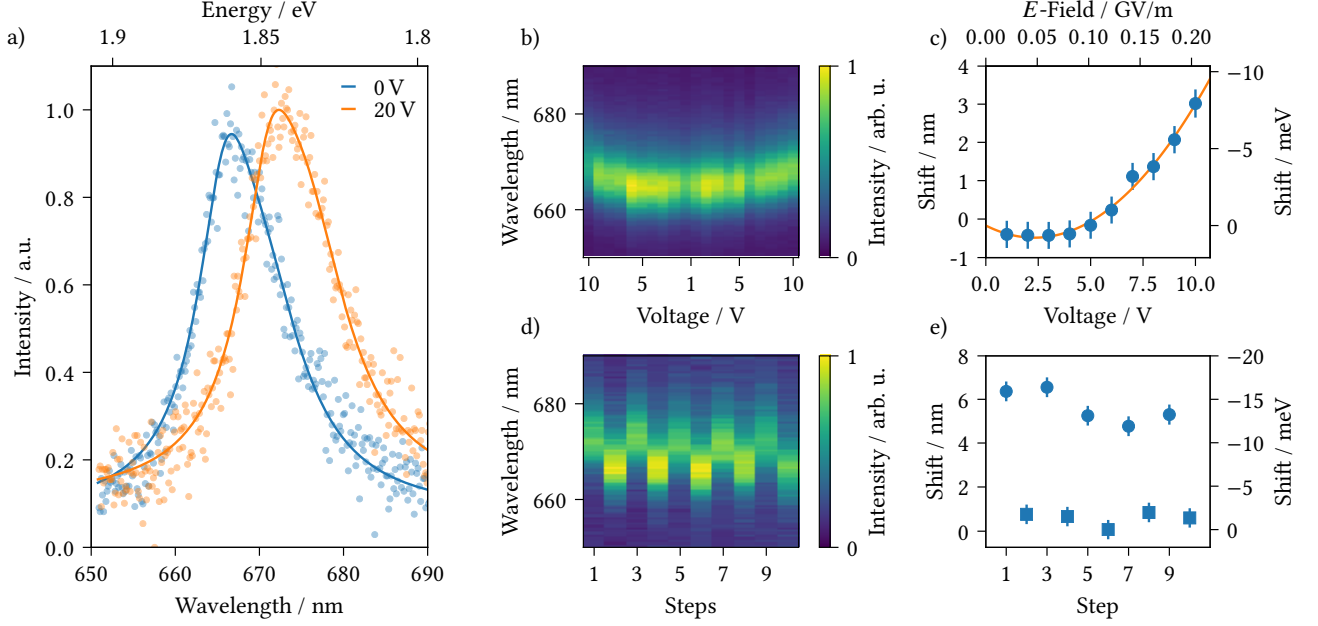 a)
Energy / eV
1.9 1.85 1.8
0 V
20 V
Intensity / a.u.
1.0
0.8
0.6
0.4
0.2
0.0
650 660 670 680 690
Wavelength / nm
b)
Wavelength / nm
680
660
10 5 1 5 10
Voltage / V
1
0
Intensity / arb. u.
c)
E-Field / GV/m
0.00 0.05 0.10 0.15 0.20
Shift / nm
4
3
2
1
0
-1
0.0 2.5 5.0 7.5 10.0
Voltage / V
−10
−5
0
Shift / meV
d)
Wavelength / nm
680
660
1 3 5 7 9
Steps
1
0
Intensity / arb. u.
e)
Shift / nm
8
6
4
2
0
1 3 5 7 9
Step
−20
−15
−10
−5
0
Shift / meV